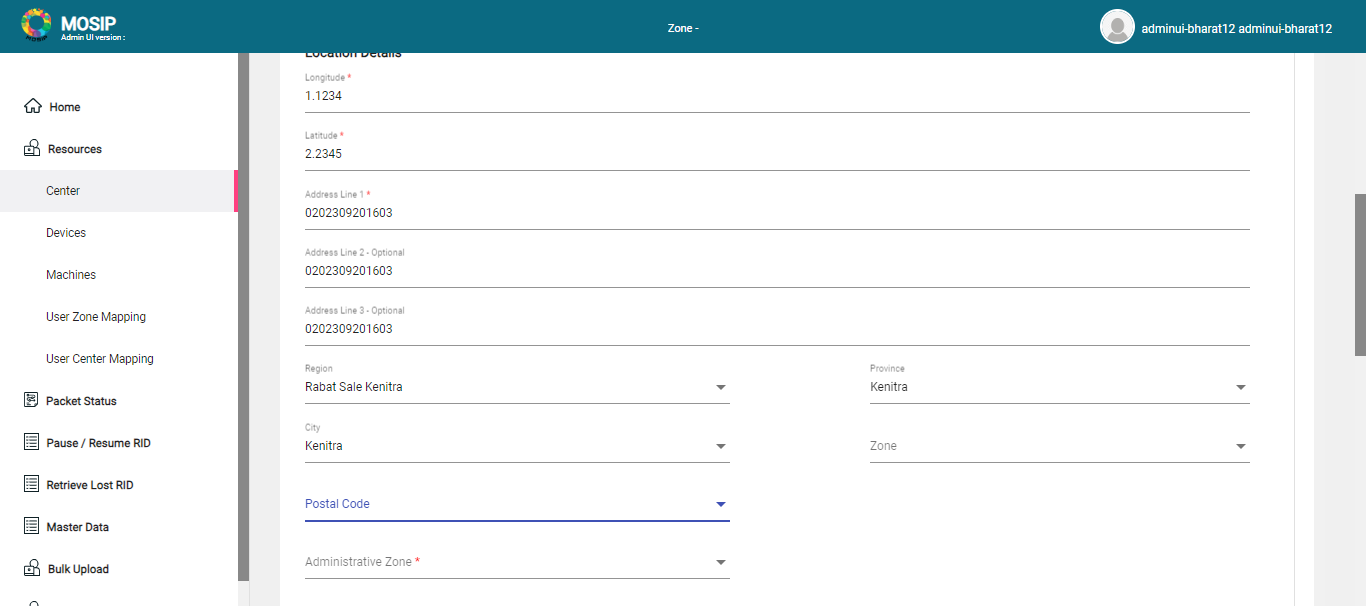 MOSIP
Admin UI version :
Zone -
adminui-bharat12 adminui-bharat12
Home
Resources
Center
Devices
Machines
User Zone Mapping
User Center Mapping
Packet Status
Pause / Resume RID
Retrieve Lost RID
Master Data
Bulk Upload
Location Details
Longitude *
1.1234
Latitude *
2.2345
Address Line 1 *
0202309201603
Address Line 2 - Optional
0202309201603
Address Line 3 - Optional
0202309201603
Region
Rabat Sale Kenitra
Province
Kenitra
City
Kenitra
Zone
Postal Code
Administrative Zone *